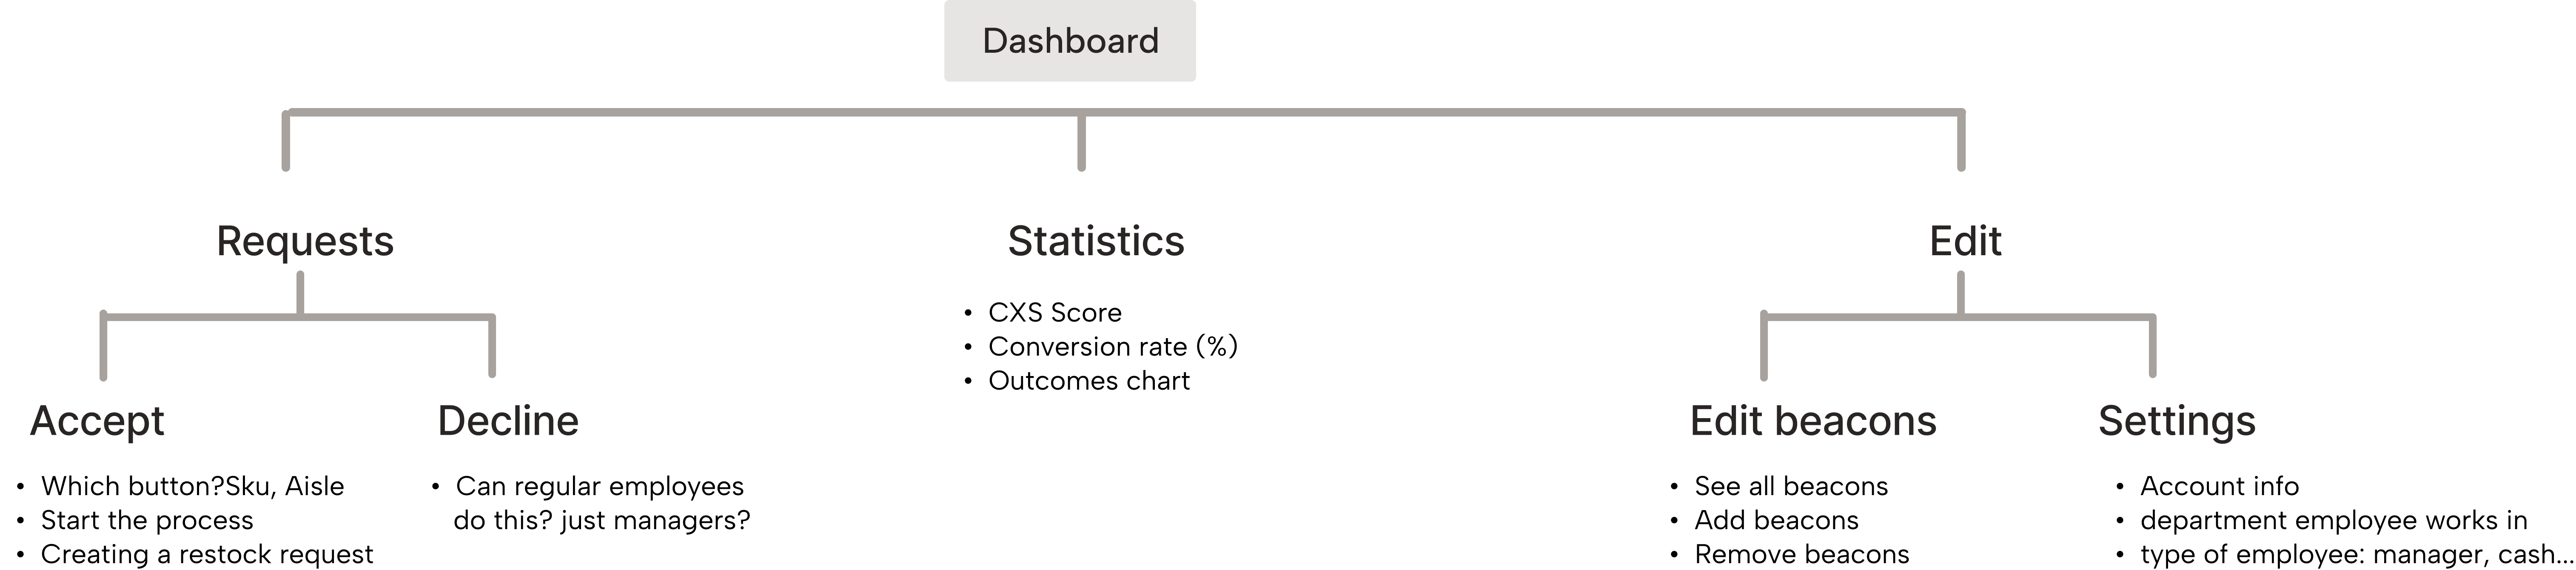 Dashboard
Requests
Statistics
Edit
• CXS Score
• Conversion rate (%)
• Outcomes chart
Accept
Decline
Edit beacons
Settings
• Which button?Sku, Aisle
• Start the process
• Creating a restock request
• Can regular employees
do this? just managers?
• See all beacons
• Add beacons
• Remove beacons
• Account info
• department employee works in
• type of employee: manager, cash...